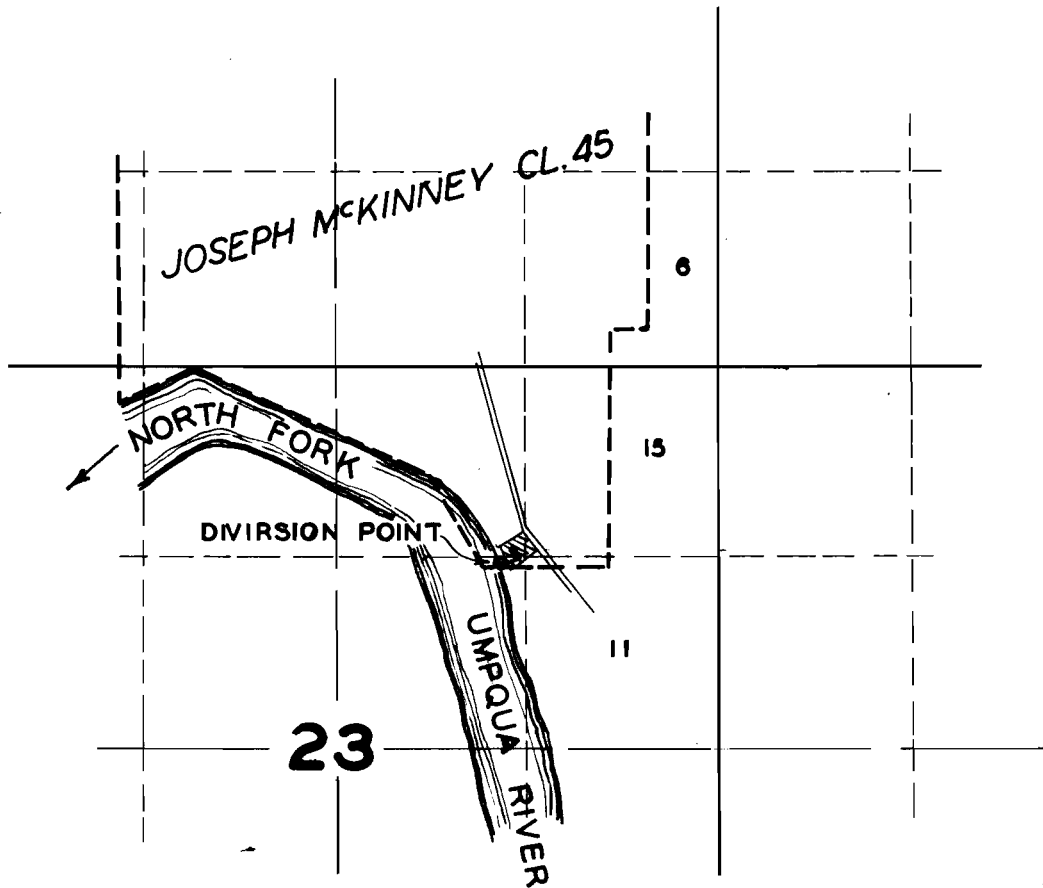 JOSEPH McKINNEY CL. 45
6
NORTH FORK
15
DIVIRSION POINT
11
UMPQUA RIVER
23